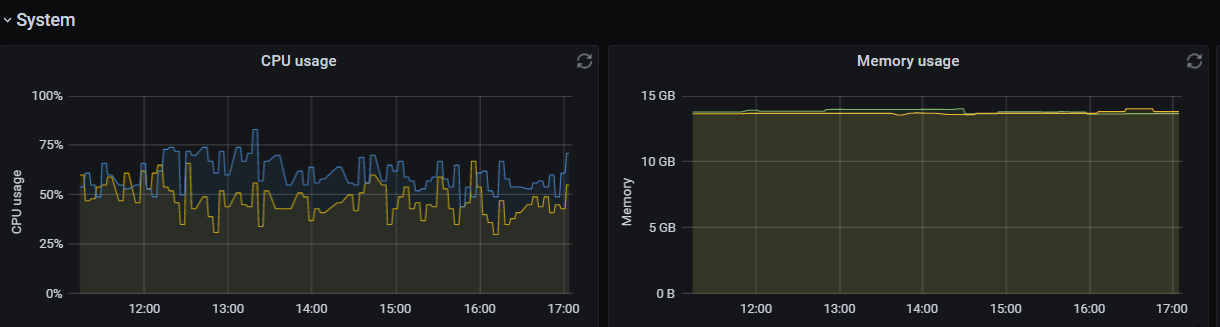 System
CPU usage
100%
75%
50%
25%
0%
CPU usage
12:00 13:00 14:00 15:00 16:00 17:00
Memory usage
15 GB
10 GB
5 GB
0 B
Memory
12:00 13:00 14:00 15:00 16:00 17:00